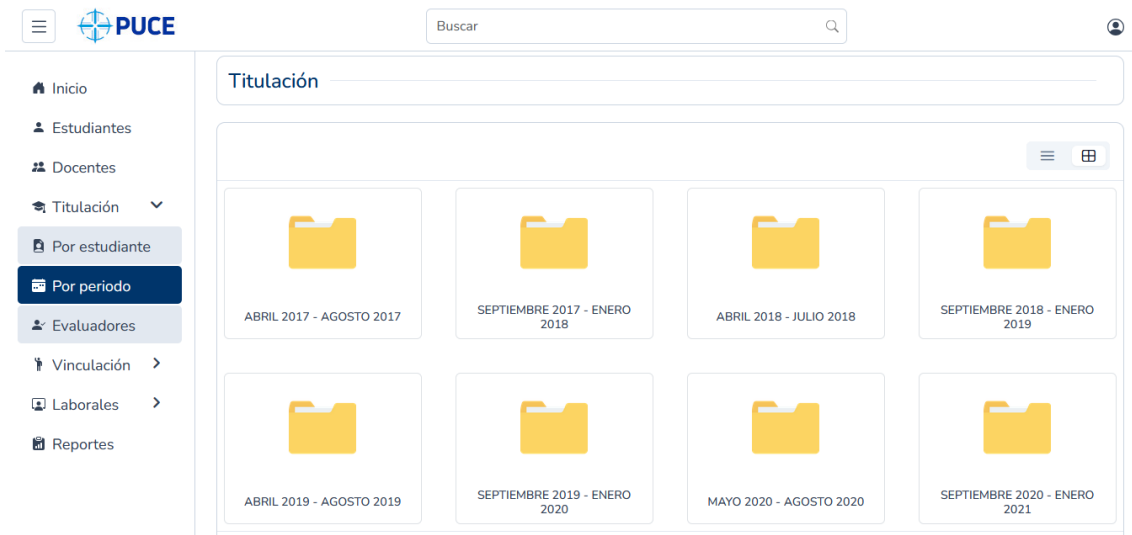 PUCE
Buscar
Inicio
Estudiantes
Docentes
Titulación
Por estudiante
Por periodo
Evaluadores
Vinculación
Laborales
Reportes
Titulación
ABRIL 2017 - AGOSTO 2017
SEPTIEMBRE 2017 - ENERO
2018
ABRIL 2018 - JULIO 2018
SEPTIEMBRE 2018 - ENERO
2019
ABRIL 2019 - AGOSTO 2019
SEPTIEMBRE 2019 - ENERO
2020
MAYO 2020 - AGOSTO 2020
SEPTIEMBRE 2020 - ENERO
2021